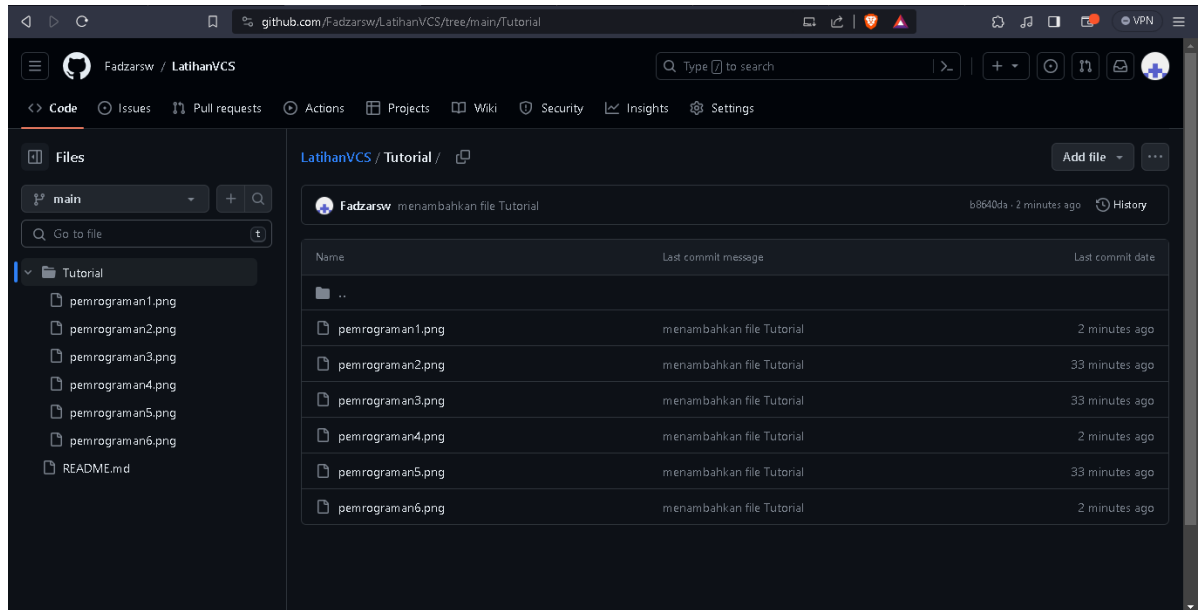 github.com/Fadzarsw/LatihanVCS/tree/main/Tutorial
VPN
Fadzarsw / LatihanVCS
Type / to search
Code Issues Pull requests Actions Projects Wiki Security Insights Settings
Files
LatihanVCS / Tutorial /
Add file
main
Fadzarsw menambahkan file Tutorial
b8640da · 2 minutes ago History
Go to file
t
Name Last commit message Last commit date
Tutorial
..
pemrograman1.png
pemrograman2.png
pemrograman3.png
pemrograman4.png
pemrograman5.png
pemrograman6.png
README.md
pemrograman1.png menambahkan file Tutorial 2 minutes ago
pemrograman2.png menambahkan file Tutorial 33 minutes ago
pemrograman3.png menambahkan file Tutorial 33 minutes ago
pemrograman4.png menambahkan file Tutorial 2 minutes ago
pemrograman5.png menambahkan file Tutorial 33 minutes ago
pemrograman6.png menambahkan file Tutorial 2 minutes ago